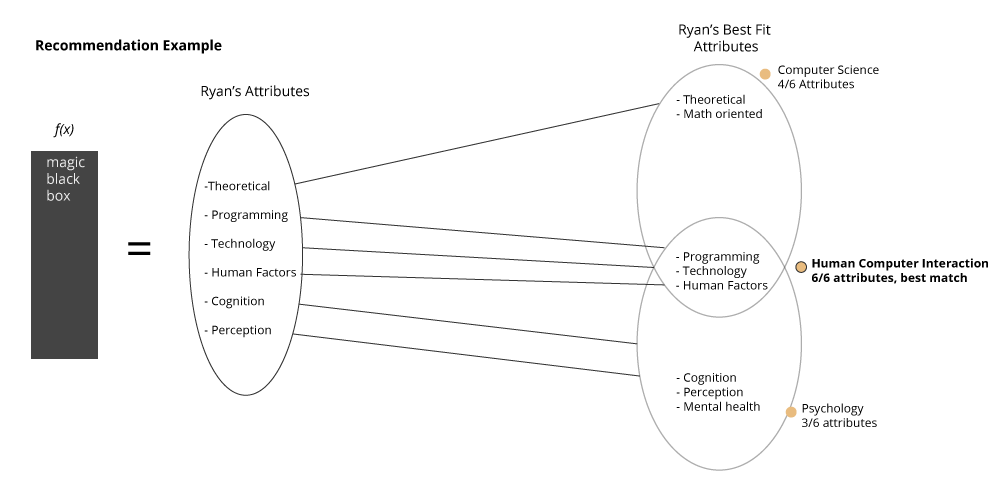 Recommendation Example
f(x)
magic
black
box
=
Ryan's Attributes
-Theoretical
- Programming
- Technology
- Human Factors
- Cognition
- Perception
Ryan's Best Fit
Attributes
- Theoretical
- Math oriented
- Programming
- Technology
- Human Factors
- Cognition
- Perception
- Mental health
Computer Science
4/6 Attributes
Human Computer Interaction
6/6 attributes, best match
Psychology
3/6 attributes